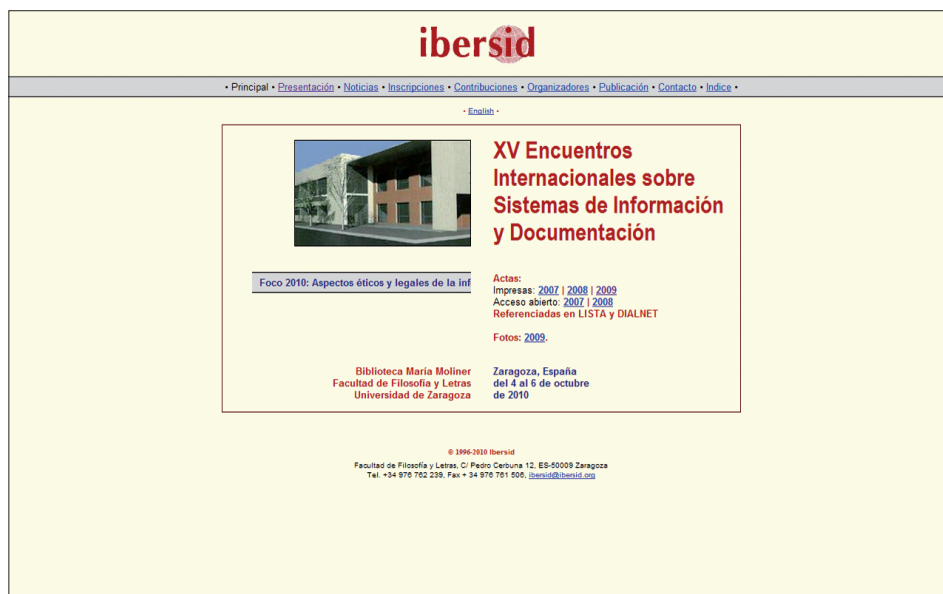 ibersid
• Principal • Presentación • Noticias • Inscripciones • Contribuciones • Organizadores • Publicación • Contacto • Indice •
• English •
XV Encuentros
Internacionales sobre
Sistemas de Información
y Documentación
Foco 2010: Aspectos éticos y legales de la inf
Actas:
Impresas: 2007 | 2008 | 2009
Acceso abierto: 2007 | 2008
Referenciadas en LISTA y DIALNET
Fotos: 2009.
Biblioteca María Moliner
Facultad de Filosofía y Letras
Universidad de Zaragoza
Zaragoza, España
del 4 al 6 de octubre
de 2010
© 1996-2010 Ibersid
Facultad de Filosofía y Letras, C/ Pedro Cerbuna 12, ES-50009 Zaragoza
Tel. +34 976 762 239, Fax + 34 976 761 506, ibersid@ibersid.org